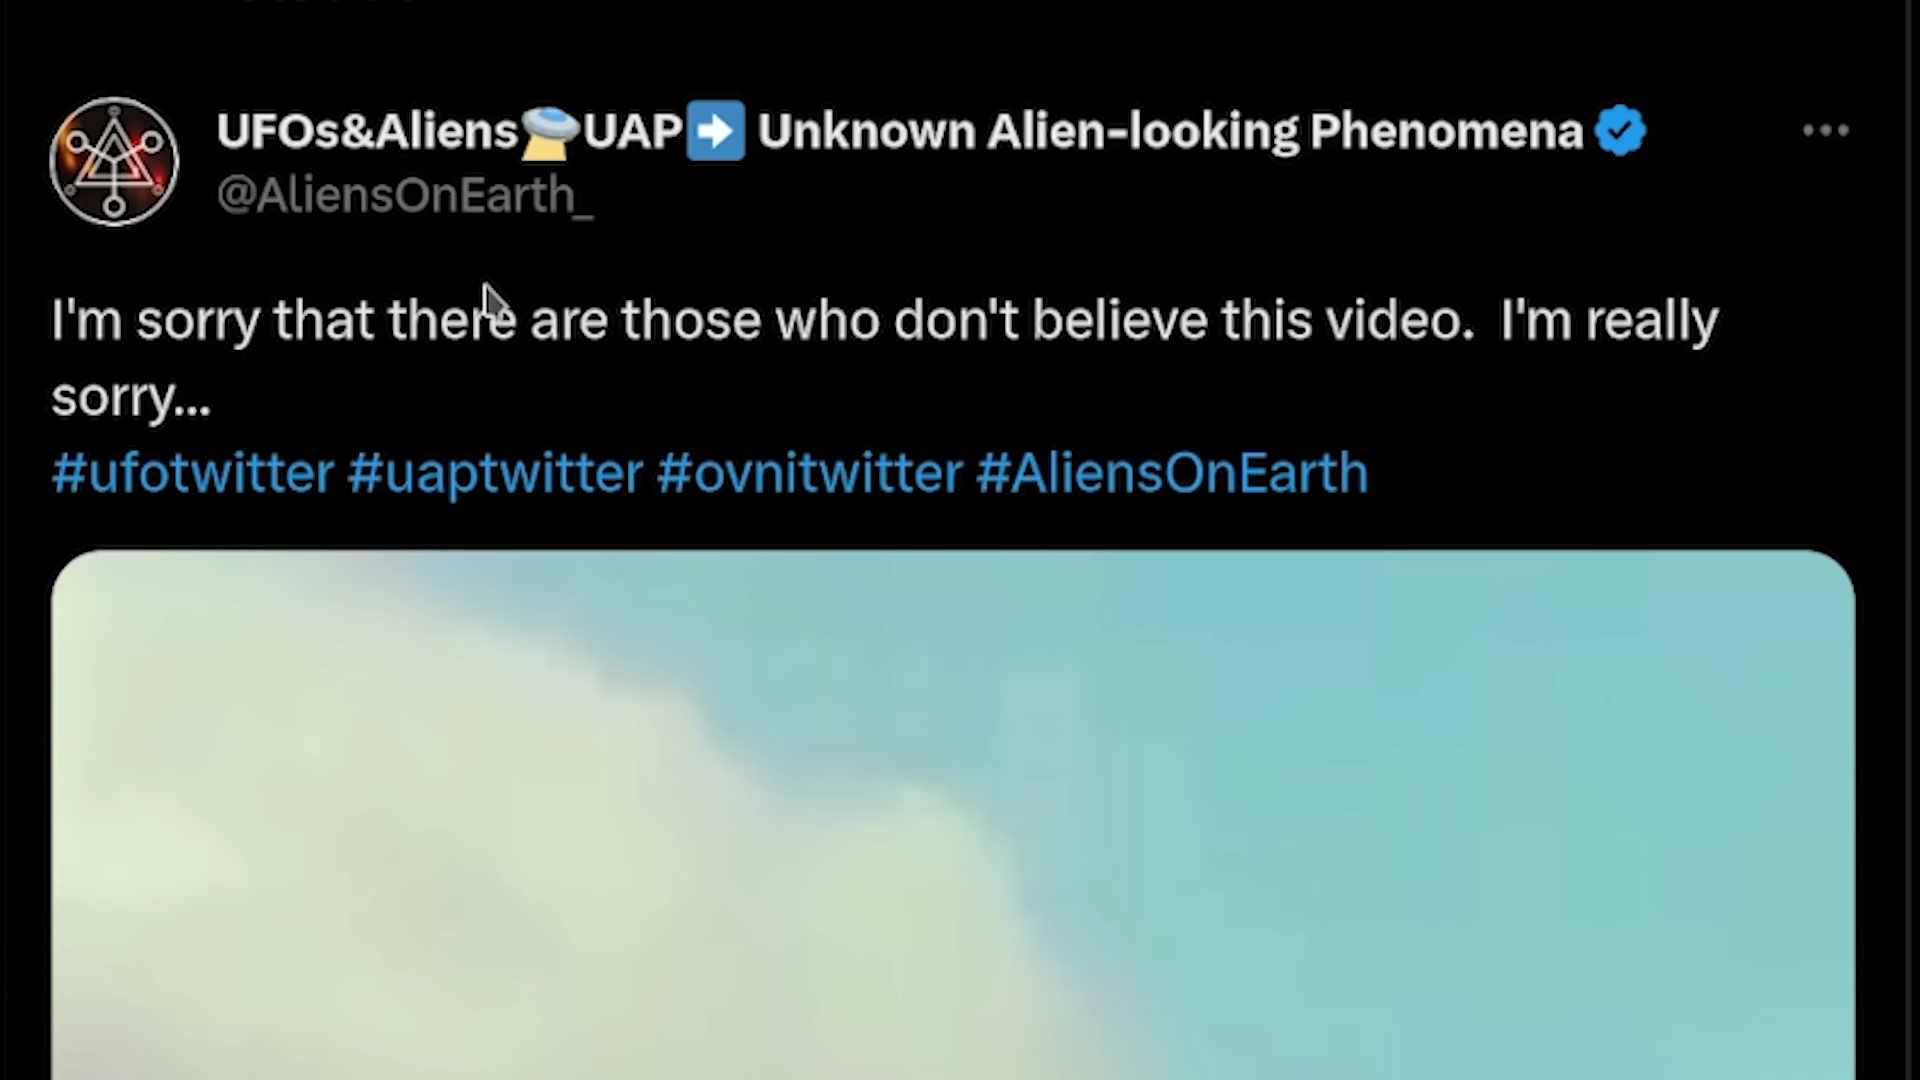 UFOs&Aliens🛸UAP➡️ Unknown Alien-looking Phenomena
@AliensOnEarth_
I'm sorry that there are those who don't believe this video.  I'm really
sorry...
#ufotwitter #uaptwitter #ovnitwitter #AliensOnEarth